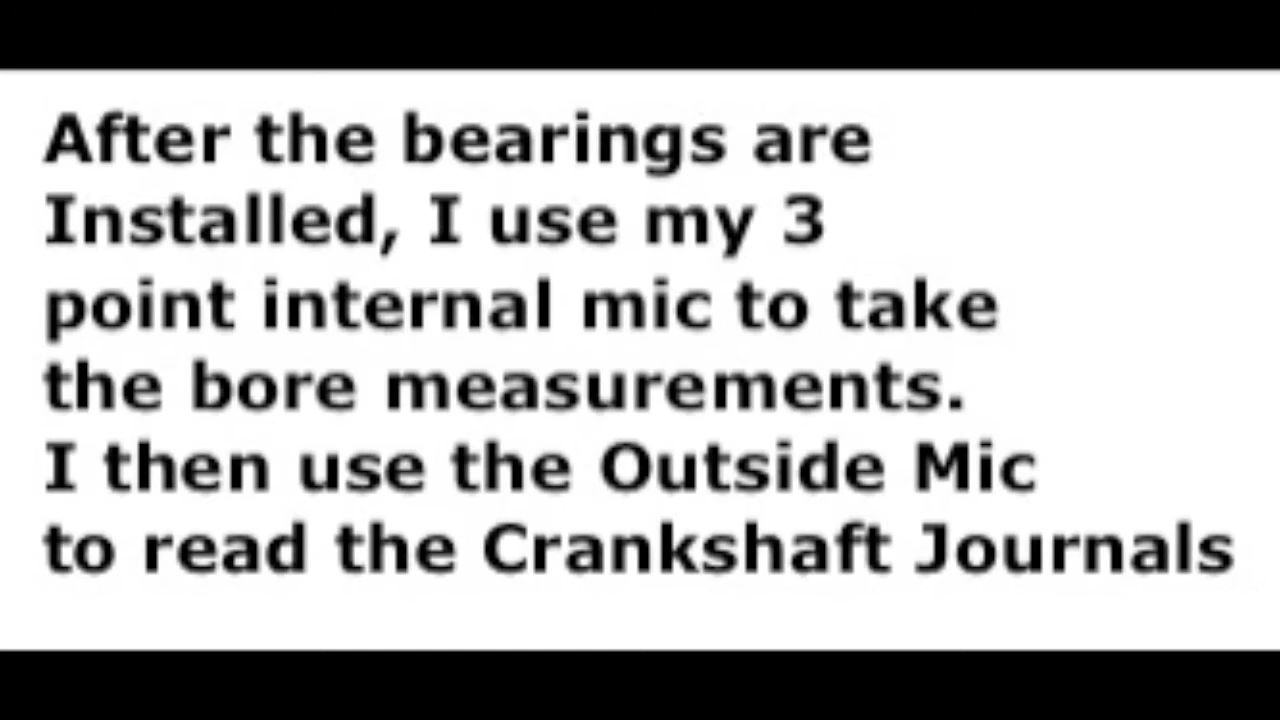 After the bearings are
Installed, I use my 3
point internal mic to take
the bore measurements.
I then use the Outside Mic
to read the Crankshaft Journals